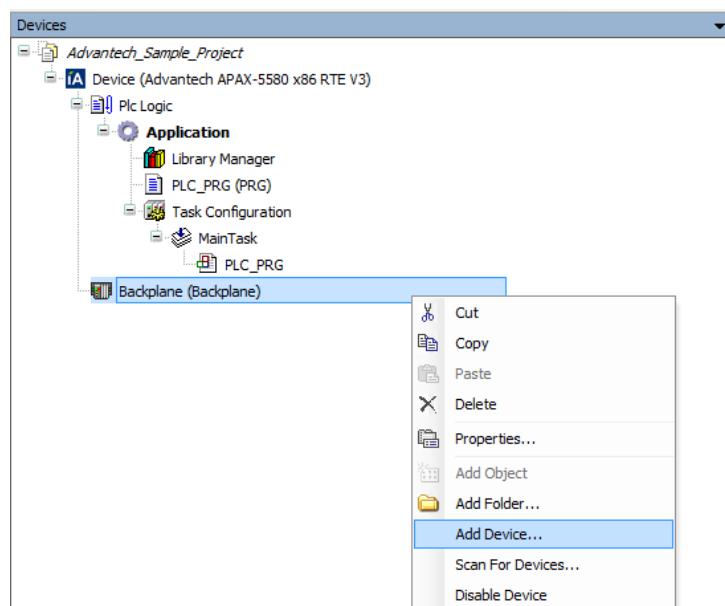 Devices
Advantech_Sample_Project
iA Device (Advantech APAX-5580 x86 RTE V3)
Plc Logic
Application
Library Manager
PLC_PRG (PRG)
Task Configuration
MainTask
PLC_PRG
Backplane (Backplane)
Cut
Copy
Paste
Delete
Properties...
Add Object
Add Folder...
Add Device...
Scan For Devices...
Disable Device